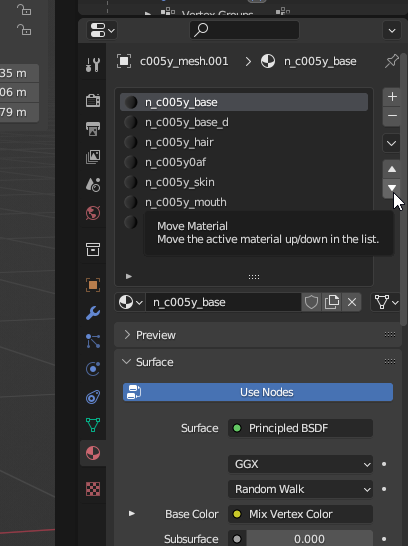 Vertex Groups
35 m
06 m
79 m
c005y_mesh.001
n_c005y_base
n_c005y_base
n_c005y_base_d
n_c005y_hair
n_c005y0af
n_c005y_skin
n_c005y_mouth
Move Material
Move the active material up/down in the list.
n_c005y_base
Preview
Surface
Use Nodes
Surface
Principled BSDF
GGX
Random Walk
Base Color
Mix Vertex Color
Subsurface
0.000